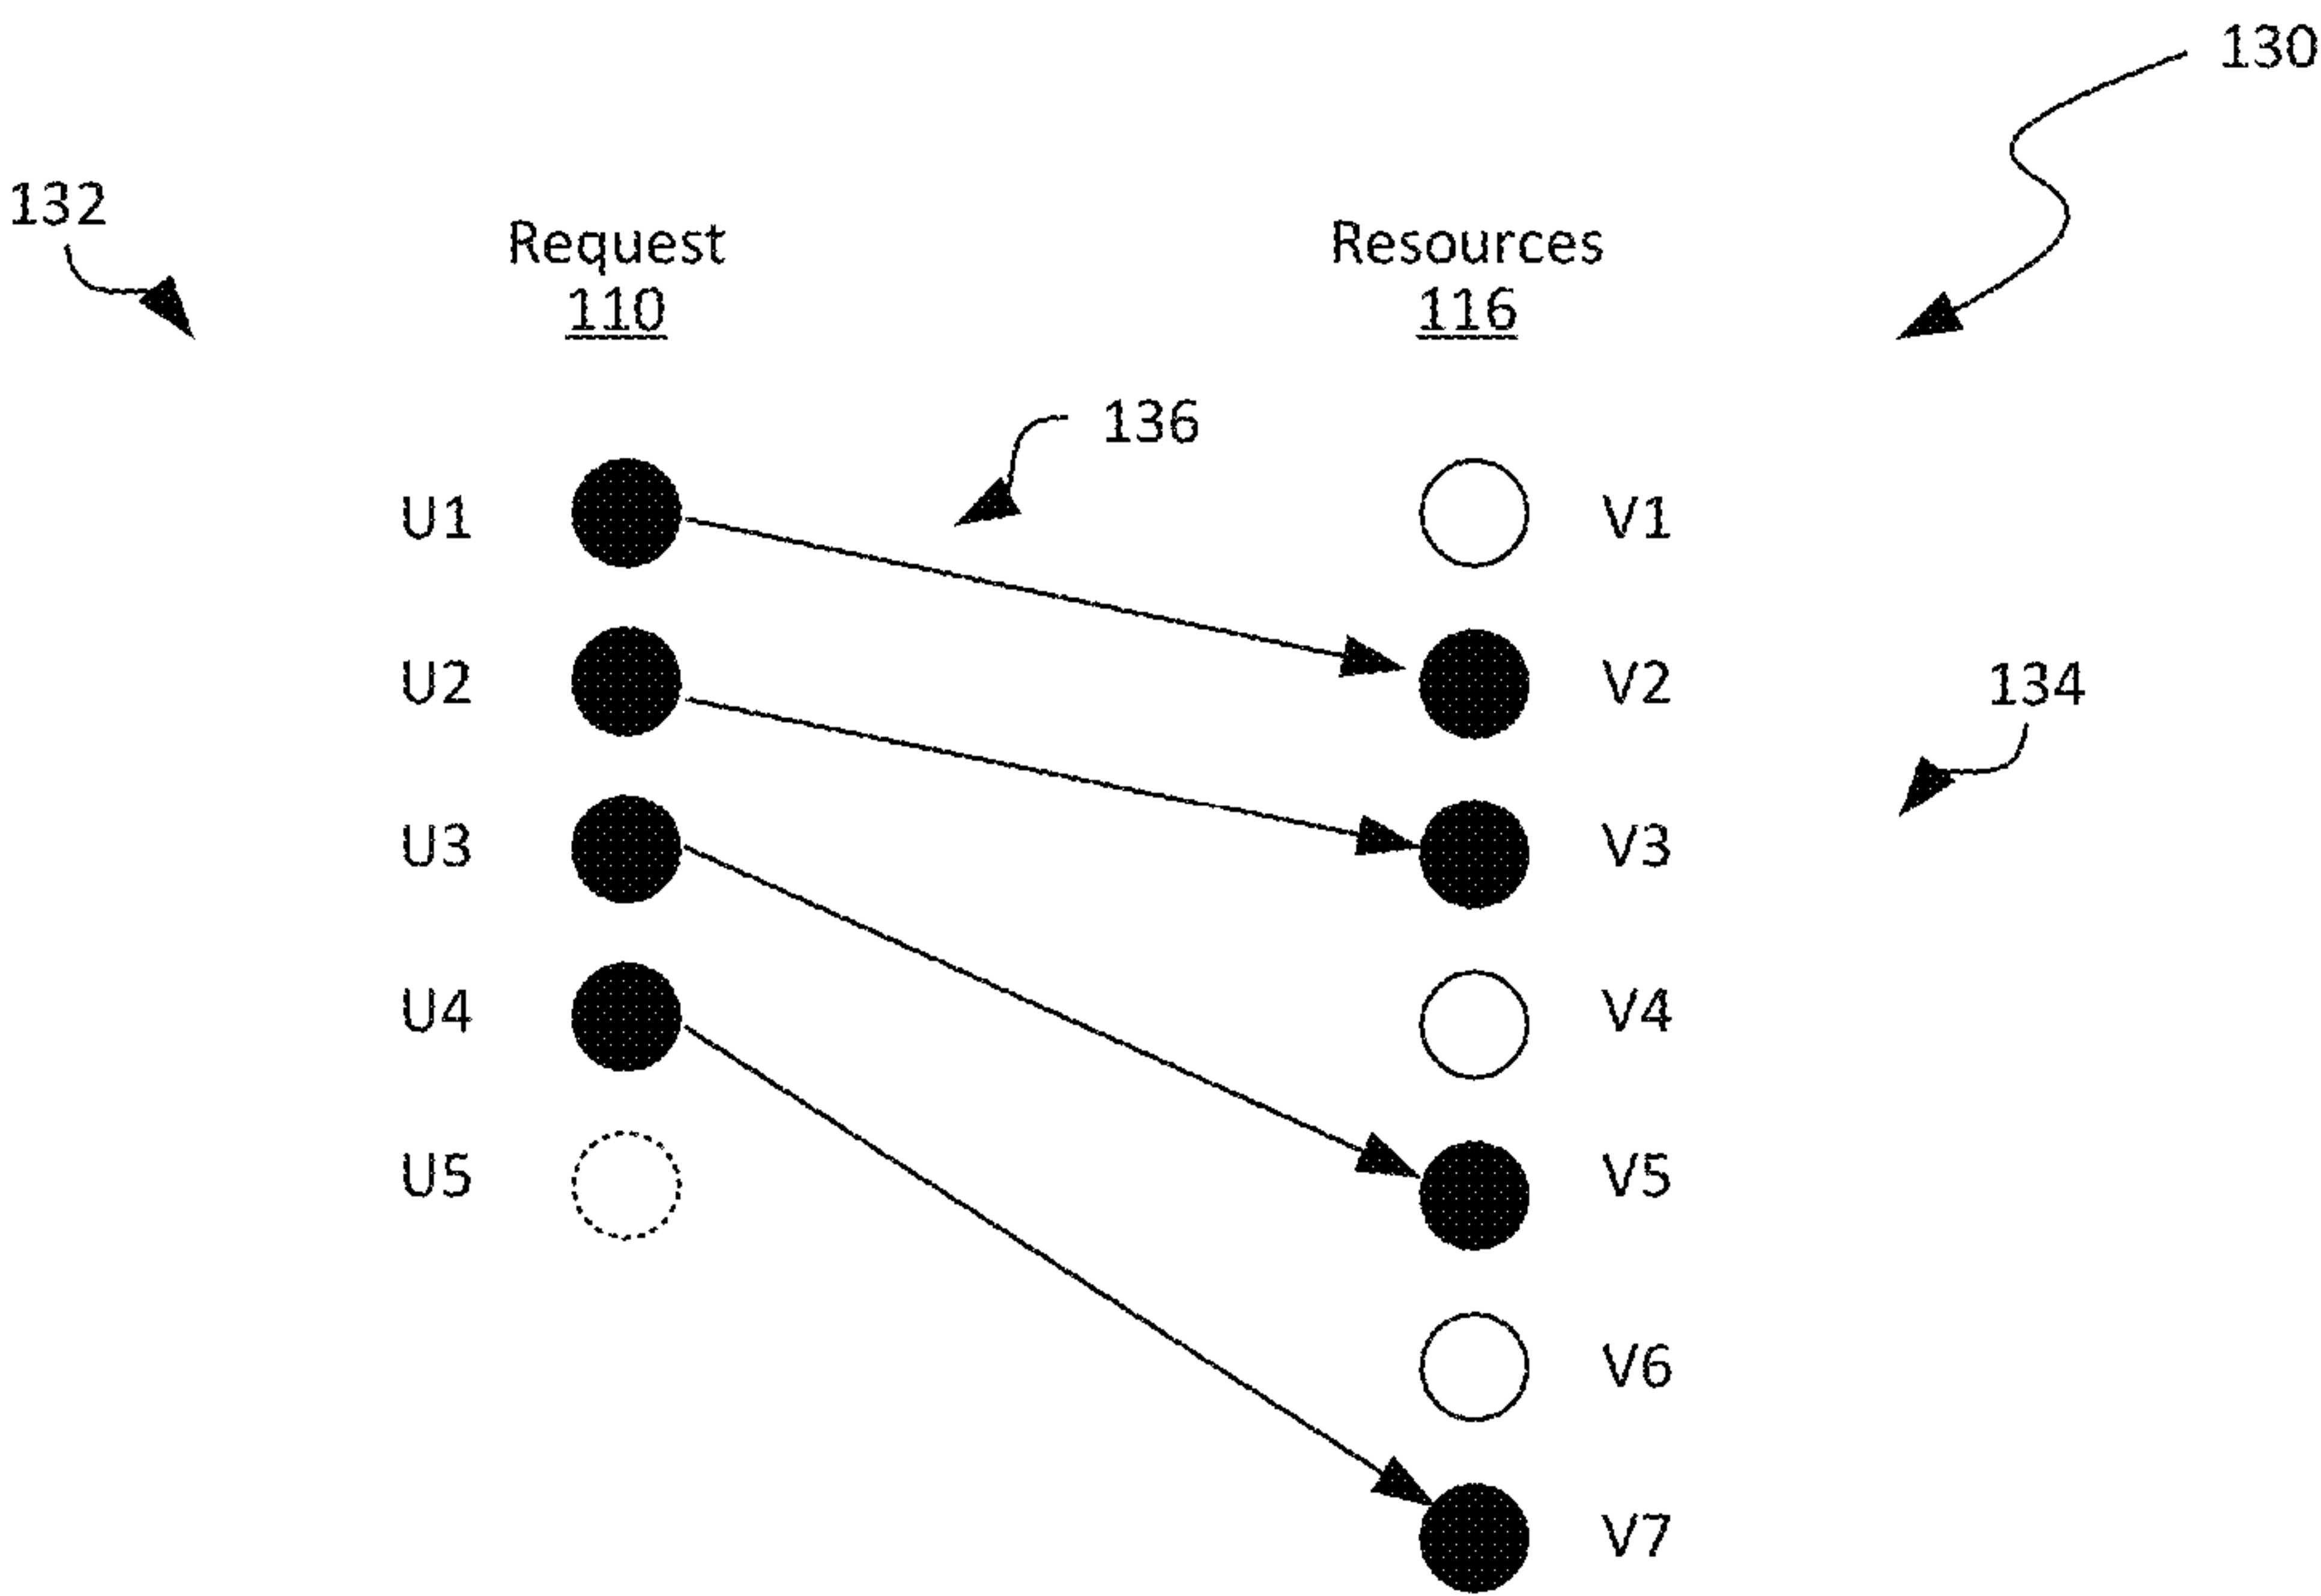 130
132
Request
110
Resources
116
136
U1
V1
U2
V2
134
U3
V3
U4
V4
U5
V5
V6
V7